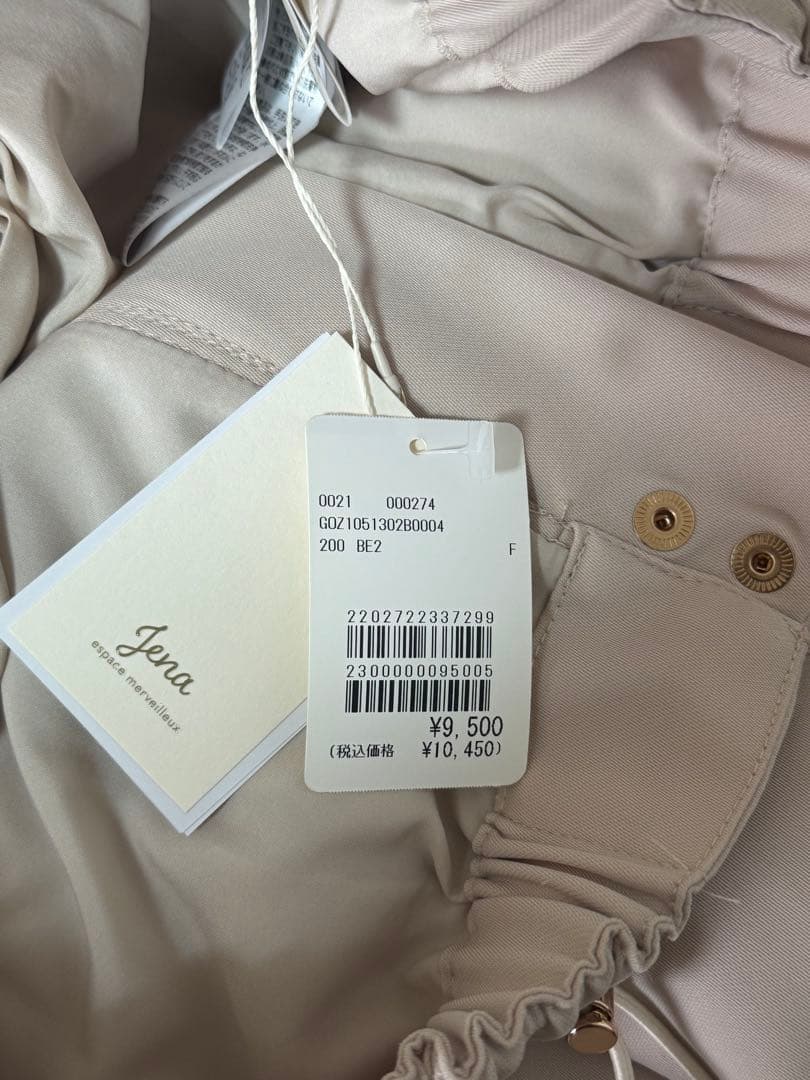 0021 000274
GOZ1051302B0004
200 BE2 F
2202722337299
2300000095005
¥9,500
(税込価格 ¥10,450)
Jena
espace merveilleux